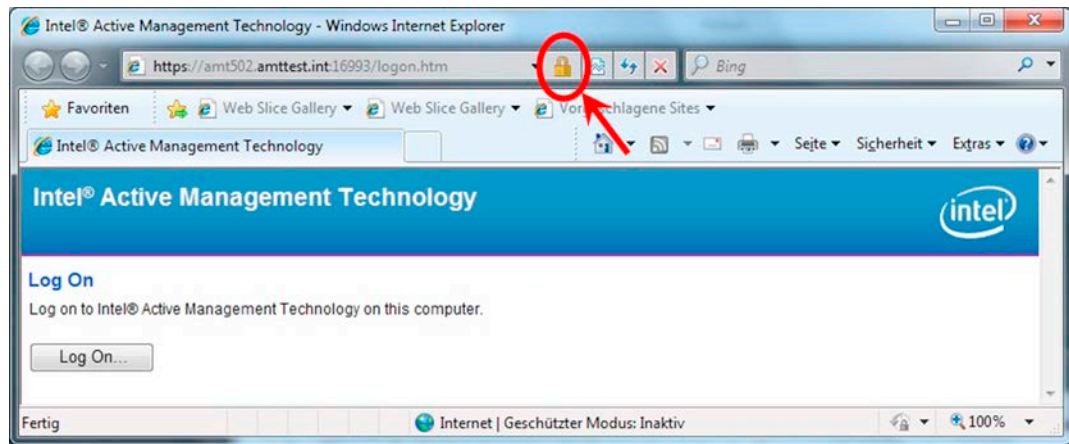 Intel® Active Management Technology - Windows Internet Explorer
https://amt502.amttest.int:16993/logon.htm
Bing
Favoriten Web Slice Gallery Web Slice Gallery Vorgeschlagene Sites
Intel® Active Management Technology Seite Sicherheit Extras
Intel® Active Management Technology
intel
Log On
Log on to Intel® Active Management Technology on this computer.
Log On...
Fertig Internet | Geschützter Modus: Inaktiv 100%